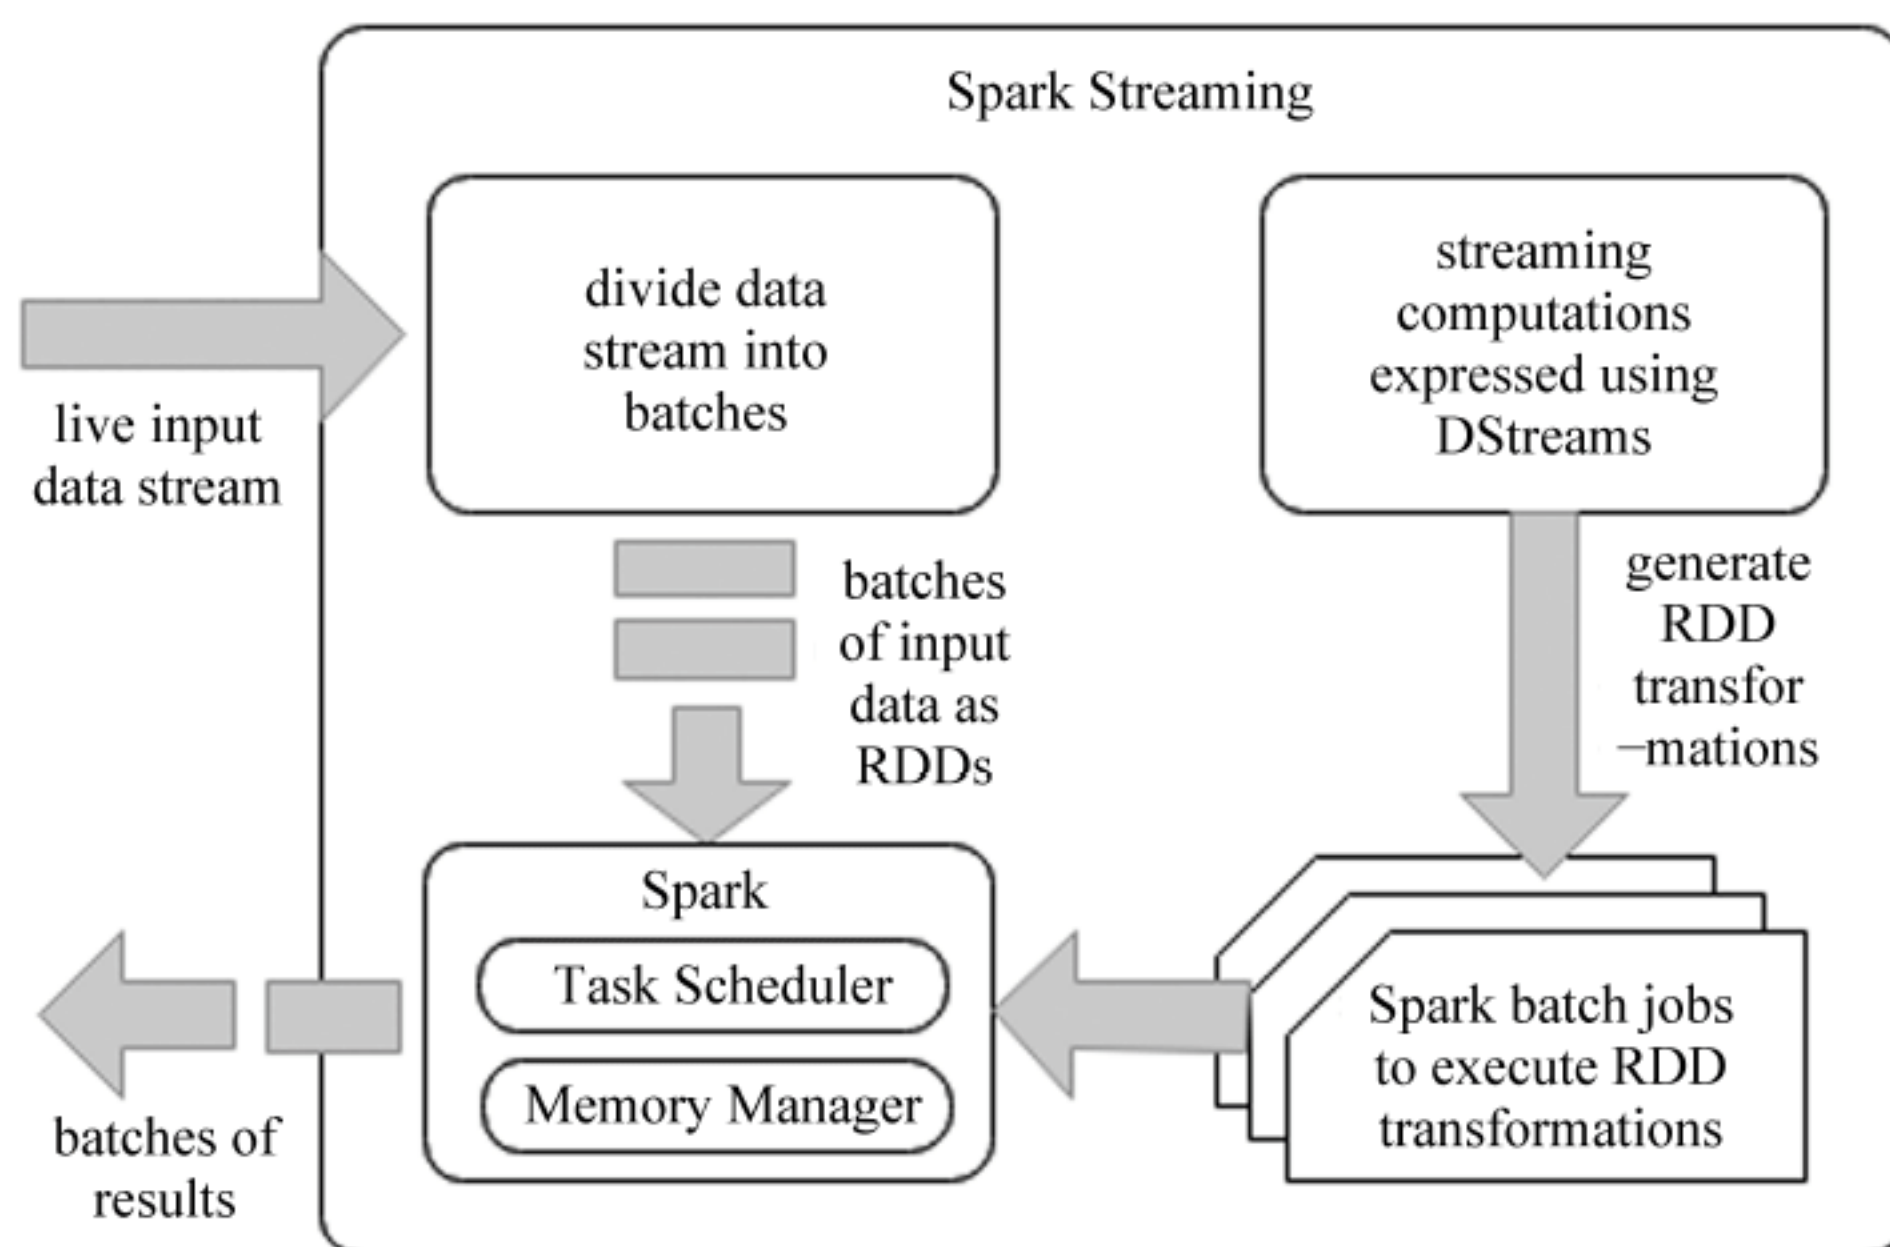 Spark Streaming
divide data
stream into
batches
streaming
computations
expressed using
DStreams
live input
data stream
batches
of input
data as
RDDs
generate
RDD
transfor
−mations
Spark
Task Scheduler
Memory Manager
Spark batch jobs
to execute RDD
transformations
batches of
results